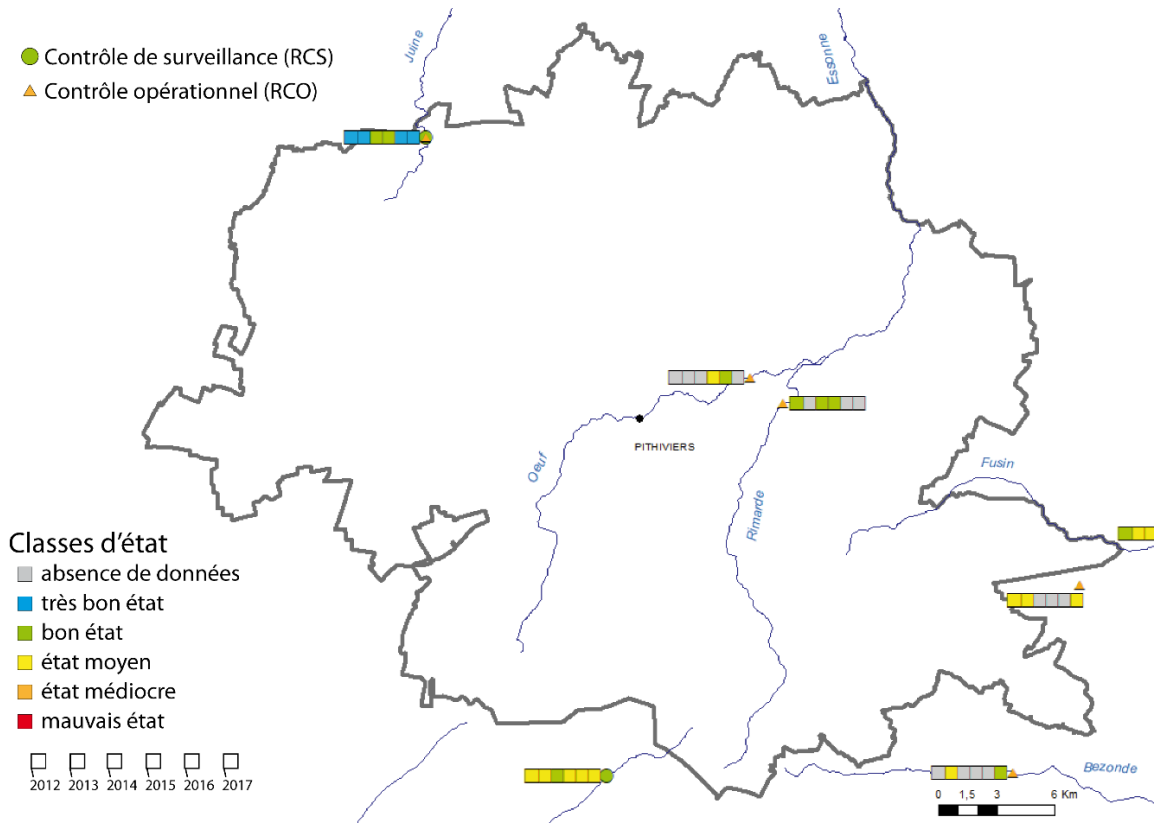 Juine
Essonne
Contrôle de surveillance (RCS)
Contrôle opérationnel (RCO)
PITHIVIERS
Oeuf
Rimarde
Fusin
Classes d'état
absence de données
très bon état
bon état
état moyen
état médiocre
mauvais état
2012 2013 2014 2015 2016 2017
Bezonde
0 1,5 3 6 Km